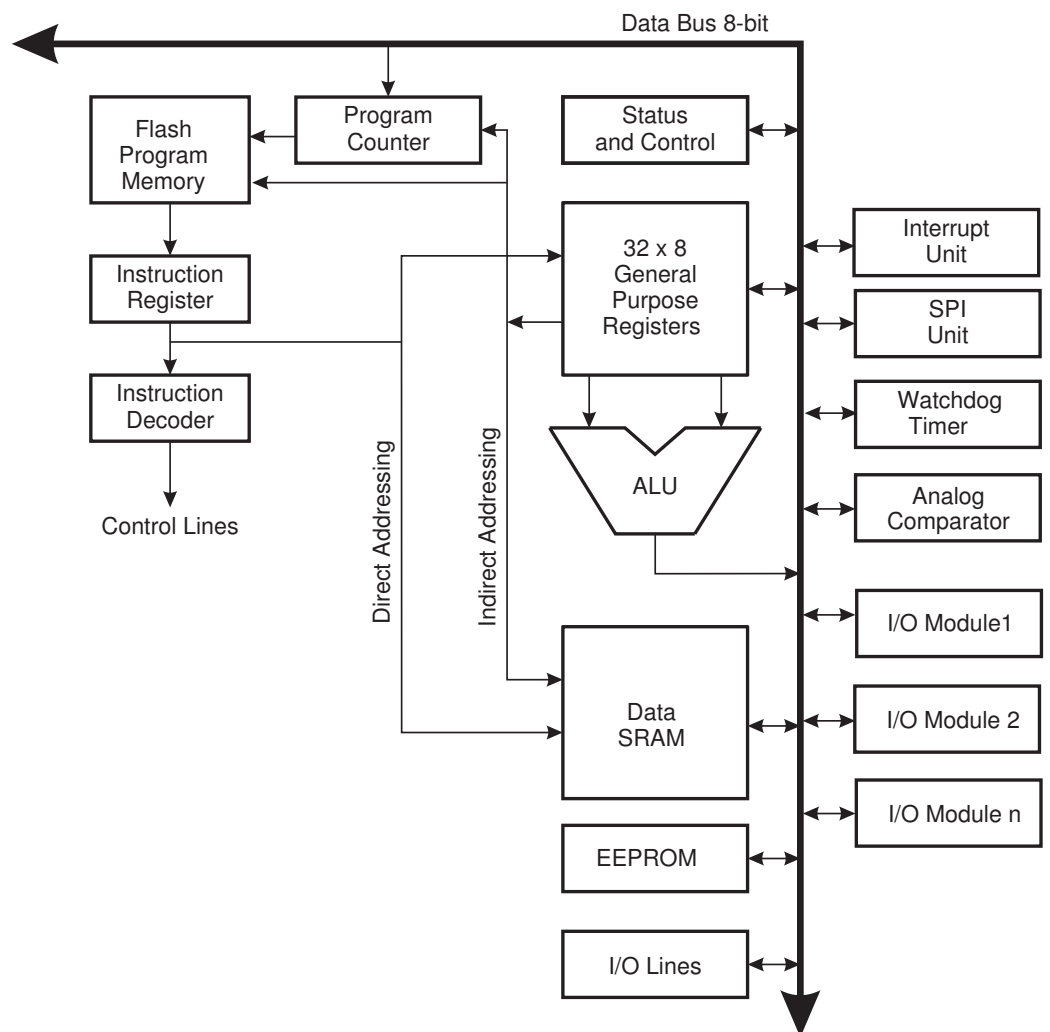 Data Bus 8-bit
Flash
Program
Memory
Program
Counter
Status
and Control
32 x 8
General
Purpose
Registers
Interrupt
Unit
Instruction
Register
SPI
Unit
Instruction
Decoder
Watchdog
Timer
Control Lines
Direct Addressing
Indirect Addressing
ALU
Analog
Comparator
I/O Module1
Data
SRAM
I/O Module 2
I/O Module n
EEPROM
I/O Lines